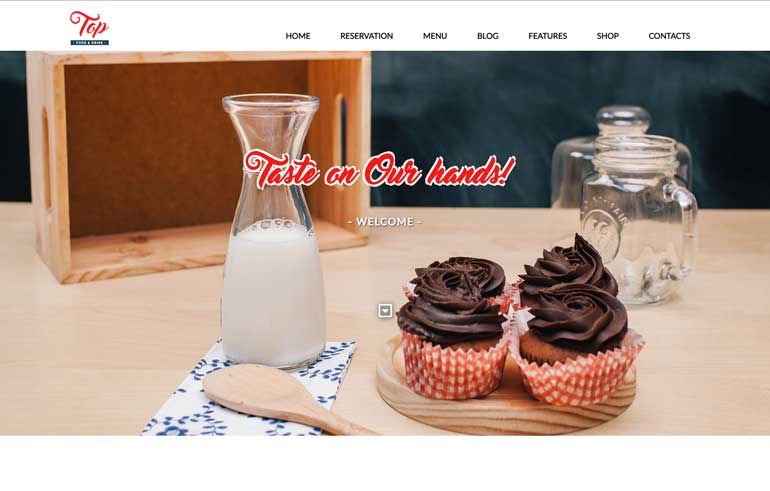 Top
- FOOD & DRINK -
HOME RESERVATION MENU BLOG FEATURES SHOP CONTACTS
Taste on Our hands!
- WELCOME -